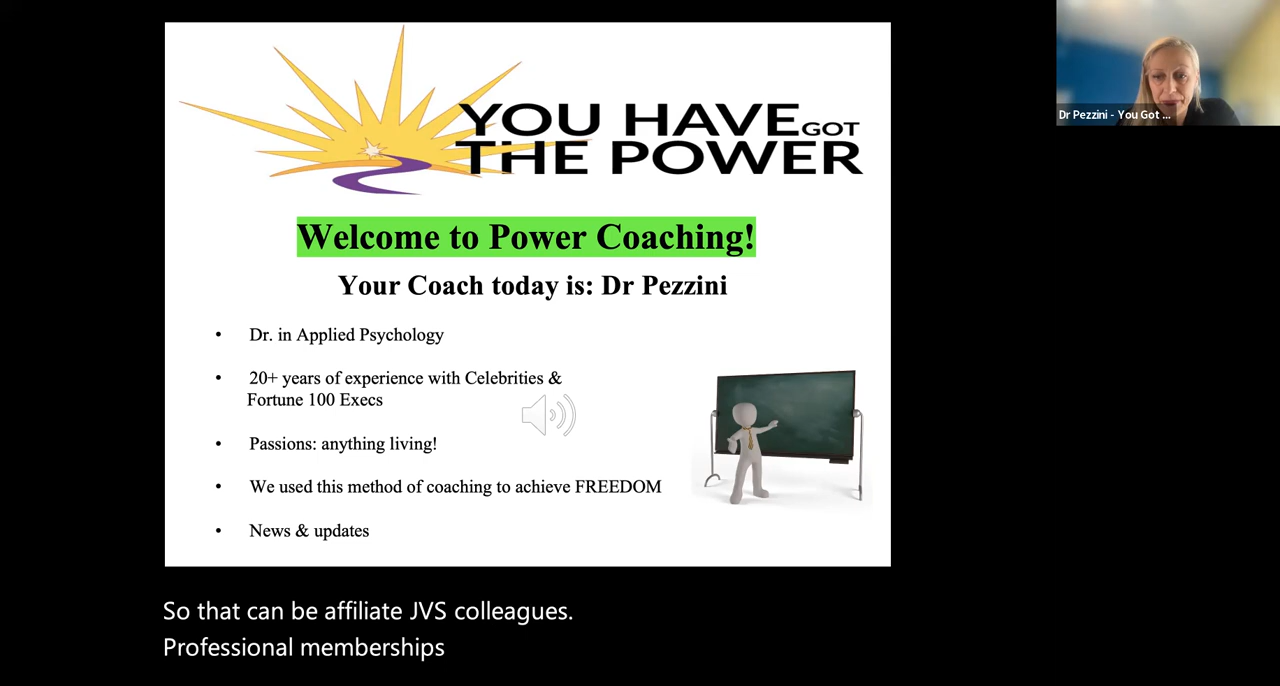 YOU HAVE GOT
THE POWER
Dr Pezzini - You Got ...
Welcome to Power Coaching!
Your Coach today is: Dr Pezzini
• Dr. in Applied Psychology
• 20+ years of experience with Celebrities &
Fortune 100 Execs
• Passions: anything living!
• We used this method of coaching to achieve FREEDOM
• News & updates
So that can be affiliate JVS colleagues.
Professional memberships